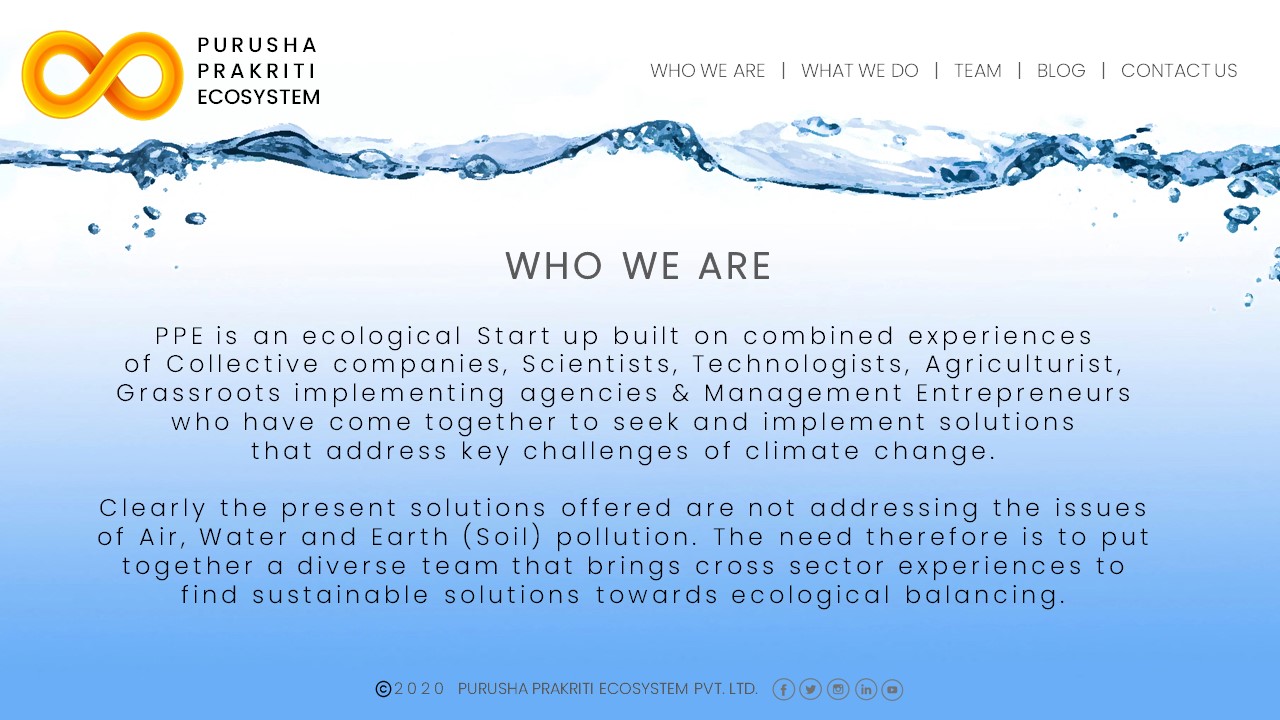 PURUSHA
PRAKRITI
ECOSYSTEM
WHO WE ARE | WHAT WE DO | TEAM | BLOG | CONTACT US
WHO WE ARE
PPE is an ecological Start up built on combined experiences
of Collective companies, Scientists, Technologists, Agriculturist,
Grassroots implementing agencies & Management Entrepreneurs
who have come together to seek and implement solutions
that address key challenges of climate change.
Clearly the present solutions offered are not addressing the issues
of Air, Water and Earth (Soil) pollution. The need therefore is to put
together a diverse team that brings cross sector experiences to
find sustainable solutions towards ecological balancing.
©2020 PURUSHA PRAKRITI ECOSYSTEM PVT. LTD.